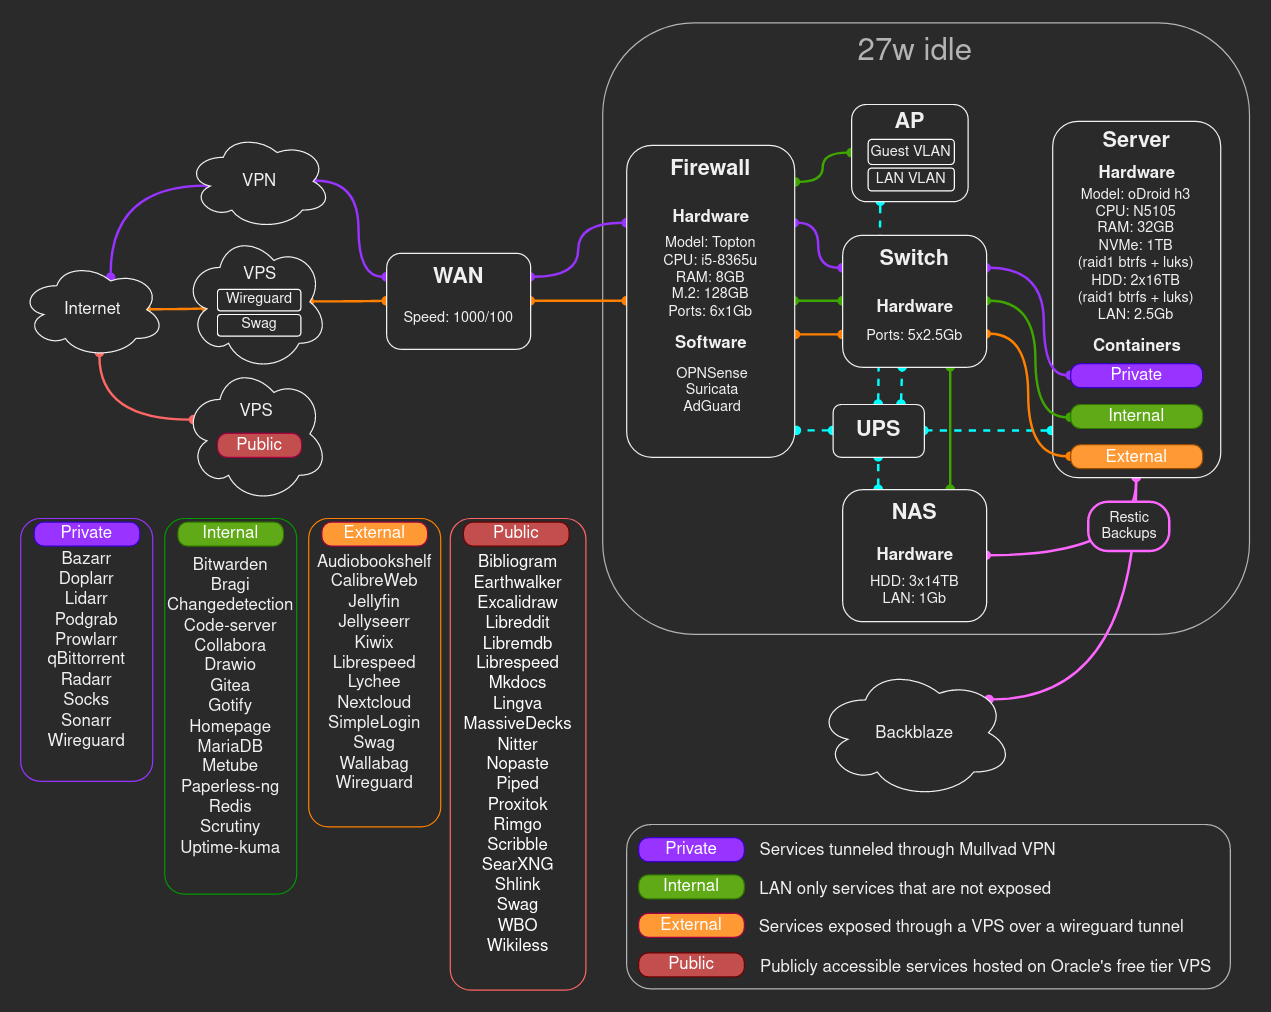 27w idle
VPN
Internet
VPS
Wireguard
Swag
VPS
Public
WAN
Speed: 1000/100
Firewall
Hardware
Model: Topton
CPU: i5-8365u
RAM: 8GB
M.2: 128GB
Ports: 6x1Gb
Software
OPNSense
Suricata
AdGuard
AP
Guest VLAN
LAN VLAN
Switch
Hardware
Ports: 5x2.5Gb
UPS
NAS
Hardware
HDD: 3x14TB
LAN: 1Gb
Server
Hardware
Model: oDroid h3
CPU: N5105
RAM: 32GB
NVMe: 1TB
(raid1 btrfs + luks)
HDD: 2x16TB
(raid1 btrfs + luks)
LAN: 2.5Gb
Containers
Private
Internal
External
Restic
Backups
Backblaze
Private
Bazarr
Doplarr
Lidarr
Podgrab
Prowlarr
qBittorrent
Radarr
Socks
Sonarr
Wireguard
Internal
Bitwarden
Bragi
Changedetection
Code-server
Collabora
Drawio
Gitea
Gotify
Homepage
MariaDB
Metube
Paperless-ng
Redis
Scrutiny
Uptime-kuma
External
Audiobookshelf
CalibreWeb
Jellyfin
Jellyseerr
Kiwix
Librespeed
Lychee
Nextcloud
SimpleLogin
Swag
Wallabag
Wireguard
Public
Bibliogram
Earthwalker
Excalidraw
Libreddit
Libremdb
Librespeed
Mkdocs
Lingva
MassiveDecks
Nitter
Nopaste
Piped
Proxitok
Rimgo
Scribble
SearXNG
Shlink
Swag
WBO
Wikiless
Private Services tunneled through Mullvad VPN
Internal LAN only services that are not exposed
External Services exposed through a VPS over a wireguard tunnel
Public Publicly accessible services hosted on Oracle's free tier VPS